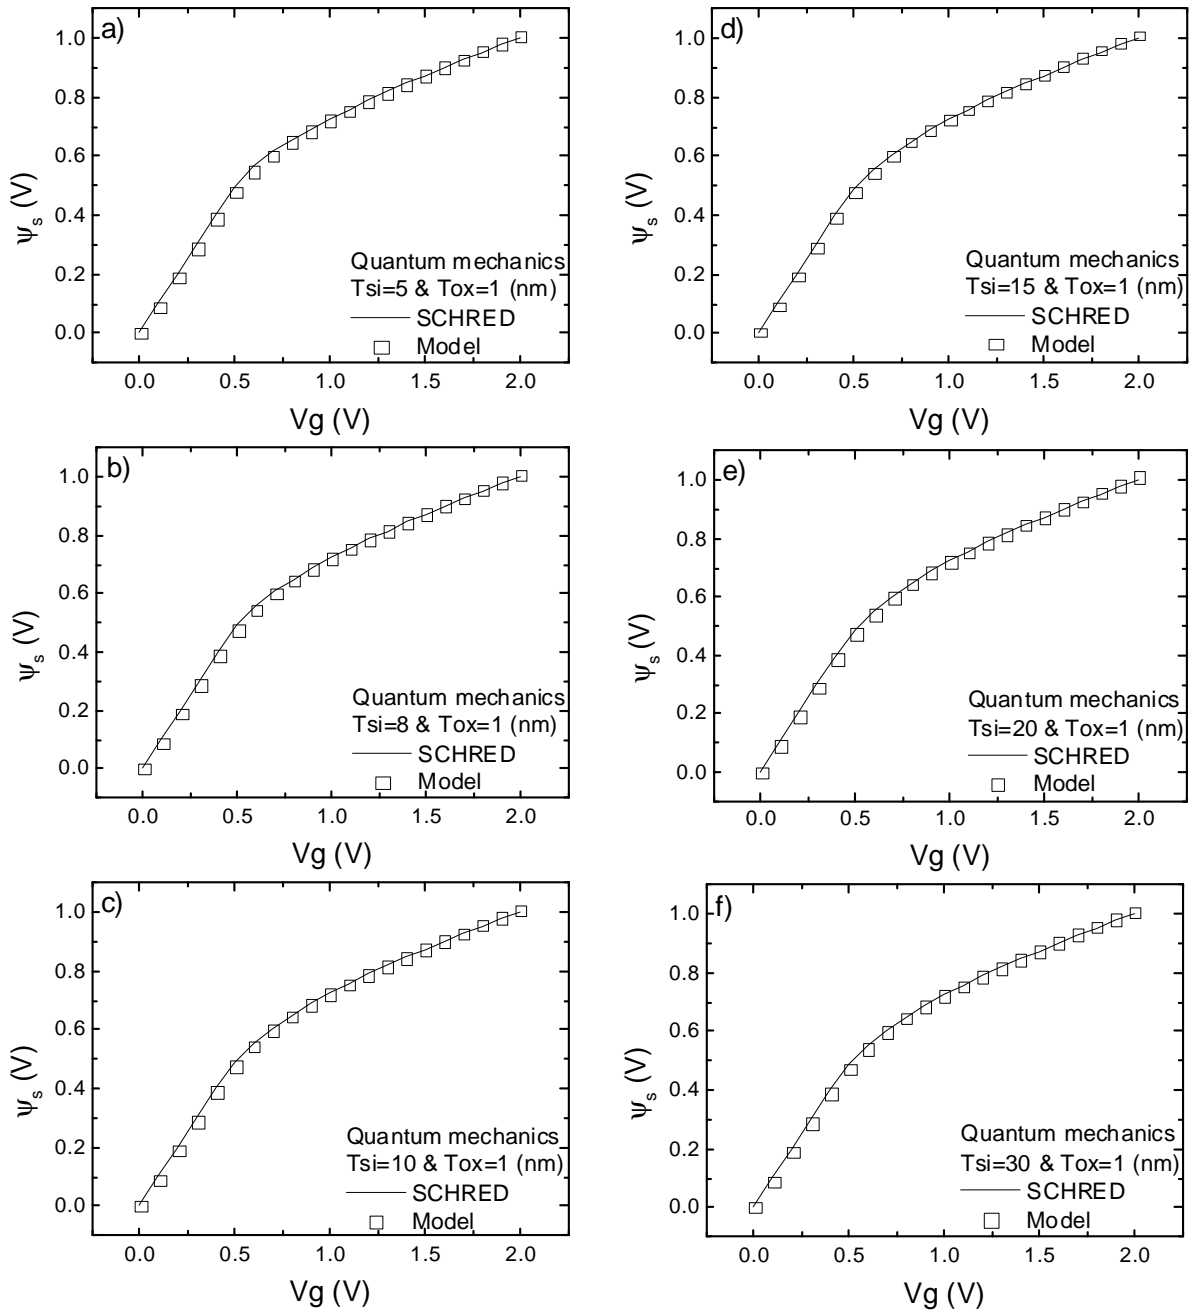 a)
1.0
0.8
0.6
0.4
0.2
0.0
ψs (V)
Quantum mechanics
Tsi=5 & Tox=1 (nm)
SCHRED
Model
0.0 0.5 1.0 1.5 2.0
Vg (V)
d)
1.0
0.8
0.6
0.4
0.2
0.0
ψs (V)
Quantum mechanics
Tsi=15 & Tox=1 (nm)
SCHRED
Model
0.0 0.5 1.0 1.5 2.0
Vg (V)
b)
1.0
0.8
0.6
0.4
0.2
0.0
ψs (V)
Quantum mechanics
Tsi=8 & Tox=1 (nm)
SCHRED
Model
0.0 0.5 1.0 1.5 2.0
Vg (V)
e)
1.0
0.8
0.6
0.4
0.2
0.0
ψs (V)
Quantum mechanics
Tsi=20 & Tox=1 (nm)
SCHRED
Model
0.0 0.5 1.0 1.5 2.0
Vg (V)
c)
1.0
0.8
0.6
0.4
0.2
0.0
ψs (V)
Quantum mechanics
Tsi=10 & Tox=1 (nm)
SCHRED
Model
0.0 0.5 1.0 1.5 2.0
Vg (V)
f)
1.0
0.8
0.6
0.4
0.2
0.0
ψs (V)
Quantum mechanics
Tsi=30 & Tox=1 (nm)
SCHRED
Model
0.0 0.5 1.0 1.5 2.0
Vg (V)